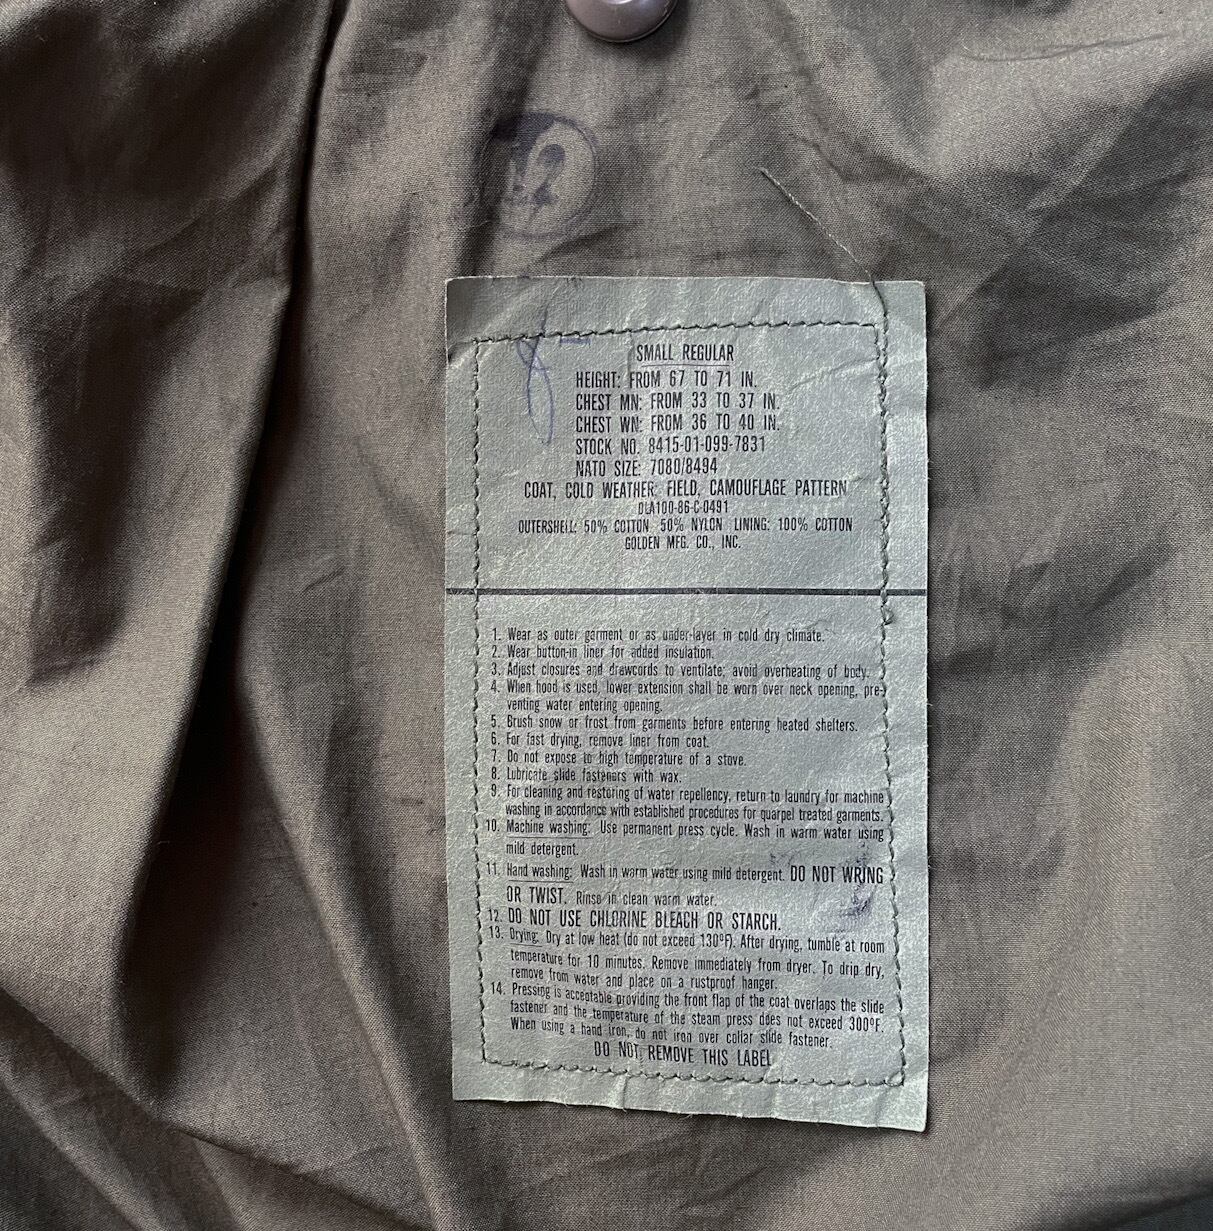 12
SMALL REGULAR
HEIGHT: FROM 67 TO 71 IN.
CHEST MN: FROM 33 TO 37 IN.
CHEST WN: FROM 36 TO 40 IN.
STOCK NO. 8415-01-099-7831
NATO SIZE: 7080/8494
COAT, COLD WEATHER: FIELD, CAMOUFLAGE PATTERN
DLA100-86-C-0491
OUTERSHELL: 50% COTTON 50% NYLON LINING: 100% COTTON
GOLDEN MFG. CO., INC.
1. Wear as outer garment or as under-layer in cold dry climate.
2. Wear button-in liner for added insulation.
3. Adjust closures and drawcords to ventilate; avoid overheating of body.
4. When hood is used, lower extension shall be worn over neck opening, pre-
venting water entering opening.
5. Brush snow or frost from garments before entering heated shelters.
6. For fast drying, remove liner from coat.
7. Do not expose to high temperature of a stove.
8. Lubricate slide fasteners with wax.
9. For cleaning and restoring of water repellency, return to laundry for machine
washing in accordance with established procedures for quarpel treated garments.
10. Machine washing: Use permanent press cycle. Wash in warm water using
mild detergent.
11. Hand washing: Wash in warm water using mild detergent. DO NOT WRING
OR TWIST. Rinse in clean warm water.
12. DO NOT USE CHLORINE BLEACH OR STARCH.
13. Drying: Dry at low heat (do not exceed 130°F). After drying, tumble at room
temperature for 10 minutes. Remove immediately from dryer. To drip dry,
remove from water and place on a rustproof hanger.
14. Pressing is acceptable providing the front flap of the coat overlaps the slide
fastener and the temperature of the steam press does not exceed 300°F.
When using a hand iron, do not iron over collar slide fastener.
DO NOT REMOVE THIS LABEL